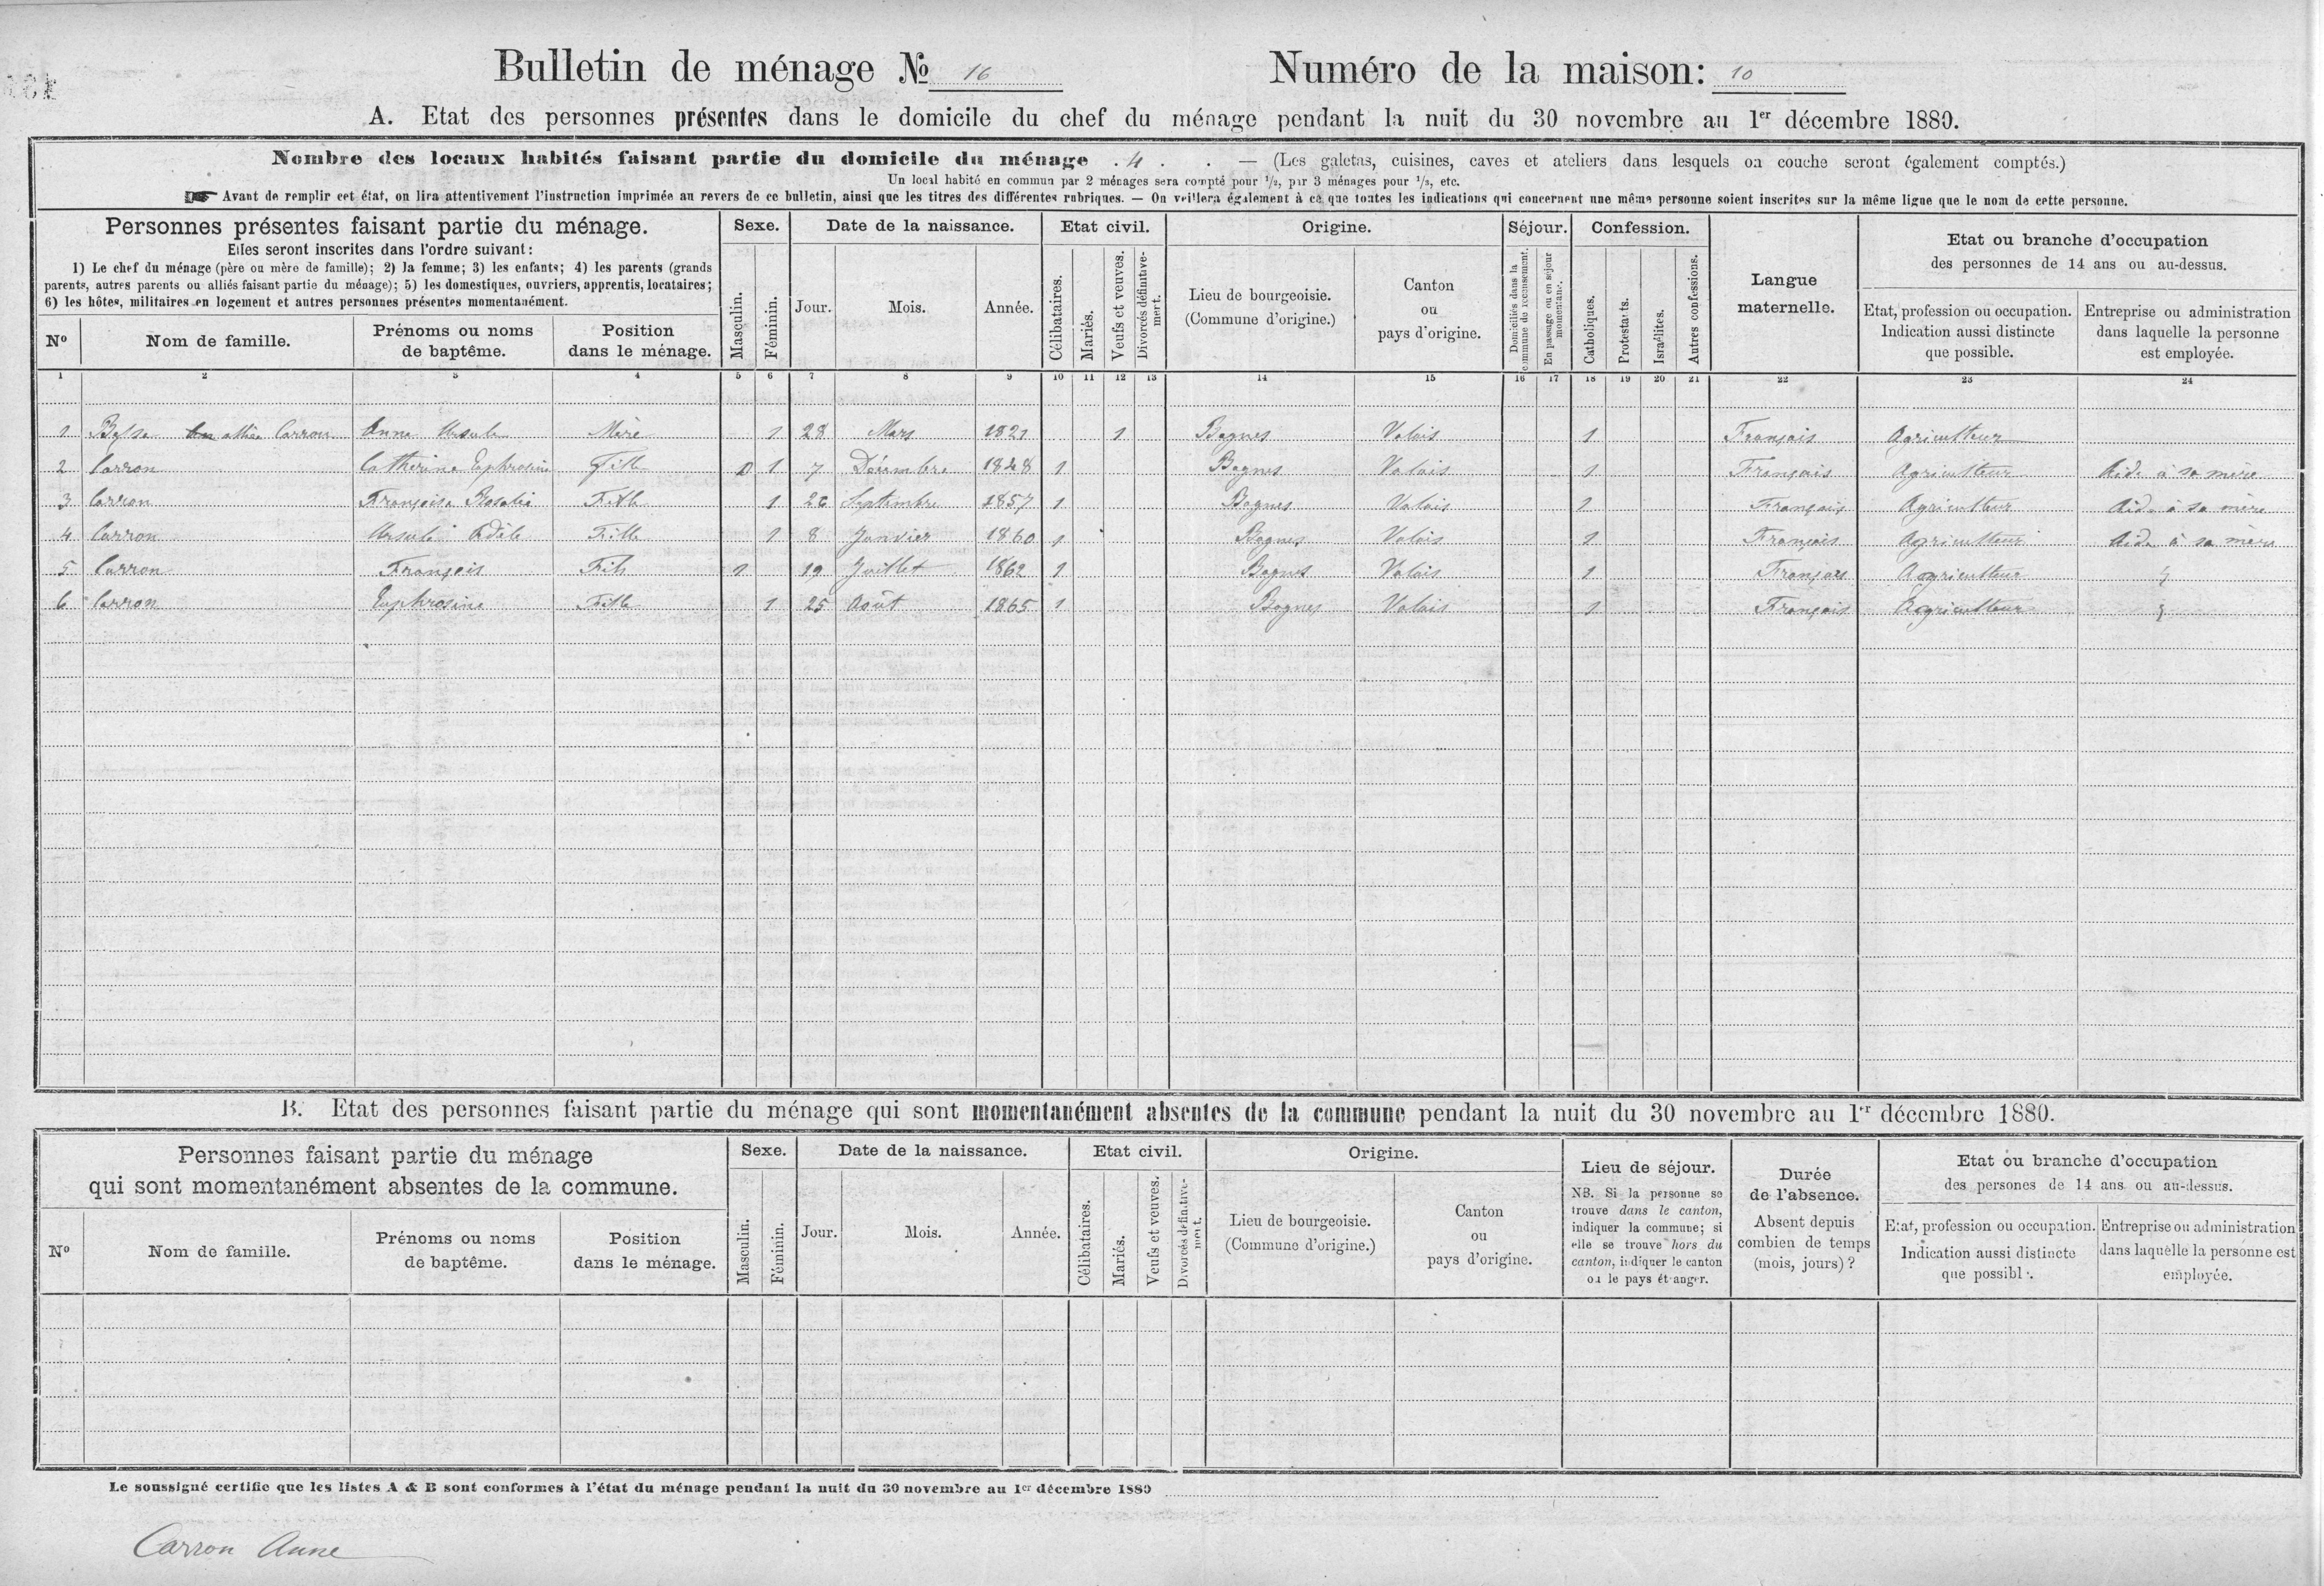 Bulletin de ménage № 16 Numéro de la maison: 10
A. Etat des personnes présentes dans le domicile du chef du ménage pendant la nuit du 30 novembre au 1er décembre 1880.
Nombre des locaux habités faisant partie du domicile du ménage . 4 . . — (Les galetas, cuisines, caves et ateliers dans lesquels on couche seront également comptés.)
Un local habité en commun par 2 ménages sera compté pour 1/2, par 3 ménages pour 1/3, etc.
Avant de remplir cet état, on lira attentivement l'instruction imprimée au revers de ce bulletin, ainsi que les titres des différentes rubriques. — On veillera également à ce que toutes les indications qui concernent une même personne soient inscrites sur la même ligne que le nom de cette personne.
Personnes présentes faisant partie du ménage.
Elles seront inscrites dans l'ordre suivant:
1) Le chef du ménage (père ou mère de famille); 2) la femme; 3) les enfants; 4) les parents (grands
parents, autres parents ou alliés faisant partie du ménage); 5) les domestiques, ouvriers, apprentis, locataires;
6) les hôtes, militaires en logement et autres personnes présentes momentanément.
Nº Nom de famille. Prénoms ou noms de baptême. Position dans le ménage.
Sexe. Masculin. Féminin.
Date de la naissance. Jour. Mois. Année.
Etat civil. Célibataires. Mariés. Veufs et veuves. Divorcés définitivement.
Origine. Lieu de bourgeoisie. (Commune d'origine.) Canton ou pays d'origine.
Séjour. Domiciliés dans la commune de recensement. En passage ou en séjour momentané.
Confession. Catholiques. Protestants. Israélites. Autres confessions.
Langue maternelle.
Etat ou branche d'occupation des personnes de 14 ans ou au-dessus.
Etat, profession ou occupation. Indication aussi distincte que possible.
Entreprise ou administration dans laquelle la personne est employée.
1 2 3 4 5 6 7 8 9 10 11 12 13 14 15 16 17 18 19 20 21 22 23 24
1 Besse alliée Carron Anne Ursule Mère 1 28 Mars 1821 1 Bagnes Valais 1 Français Agriculteur
2 Carron Catherine Euphrosine Fille 1 7 Décembre 1848 1 Bagnes Valais 1 Français Agriculteur Aide à sa mère
3 Carron Françoise Rosalie Fille 1 26 Septembre 1857 1 Bagnes Valais 1 Français Agriculteur Aide à sa mère
4 Carron Ursule Adèle Fille 1 8 Janvier 1860 1 Bagnes Valais 1 Français Agriculteur Aide à sa mère
5 Carron François Fils 1 19 Juillet 1862 1 Bagnes Valais 1 Français Agriculteur
6 Carron Euphrosine Fille 1 25 Août 1865 1 Bagnes Valais 1 Français Agriculteur
B. Etat des personnes faisant partie du ménage qui sont momentanément absentes de la commune pendant la nuit du 30 novembre au 1er décembre 1880.
Personnes faisant partie du ménage
qui sont momentanément absentes de la commune.
Nº Nom de famille. Prénoms ou noms de baptême. Position dans le ménage.
Sexe. Masculin. Féminin.
Date de la naissance. Jour. Mois. Année.
Etat civil. Célibataires. Mariés. Veufs et veuves. Divorcés définitivement.
Origine. Lieu de bourgeoisie. (Commune d'origine.) Canton ou pays d'origine.
Lieu de séjour.
NB. Si la personne se
trouve dans le canton,
indiquer la commune; si
elle se trouve hors du
canton, indiquer le canton
ou le pays étranger.
Durée de l'absence.
Absent depuis combien de temps (mois, jours)?
Etat ou branche d'occupation des persones de 14 ans ou au-dessus.
Etat, profession ou occupation. Indication aussi distincte que possible.
Entreprise ou administration dans laquelle la personne est employée.
Le soussigné certifie que les listes A & B sont conformes à l'état du ménage pendant la nuit du 30 novembre au 1er décembre 1880
Carron Anne